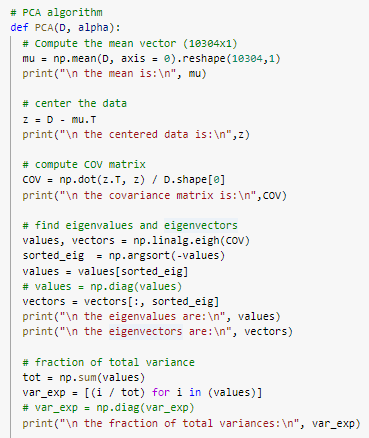 # PCA algorithm
def PCA(D, alpha):
# Compute the mean vector (10304x1)
mu = np.mean(D, axis = 0).reshape(10304,1)
print("\n the mean is:\n", mu)
# center the data
z = D - mu.T
print("\n the centered data is:\n",z)
# compute COV matrix
COV = np.dot(z.T, z) / D.shape[0]
print("\n the covariance matrix is:\n",COV)
# find eigenvalues and eigenvectors
values, vectors = np.linalg.eigh(COV)
sorted_eig  = np.argsort(-values)
values = values[sorted_eig]
# values = np.diag(values)
vectors = vectors[:, sorted_eig]
print("\n the eigenvalues are:\n", values)
print("\n the eigenvectors are:\n", vectors)
# fraction of total variance
tot = np.sum(values)
var_exp = [(i / tot) for i in (values)]
# var_exp = np.diag(var_exp)
print("\n the fraction of total variances:\n", var_exp)